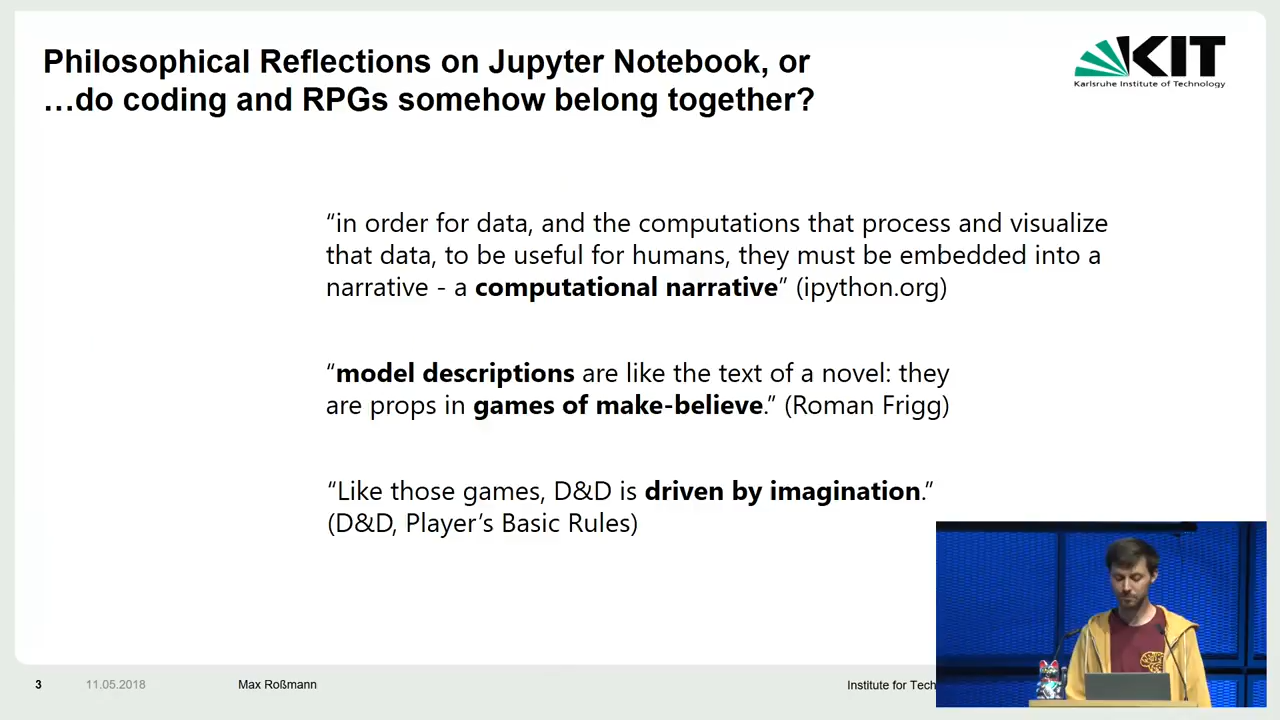 Philosophical Reflections on Jupyter Notebook, or
…do coding and RPGs somehow belong together?
KIT
Karlsruhe Institute of Technology
“in order for data, and the computations that process and visualize
that data, to be useful for humans, they must be embedded into a
narrative - a computational narrative” (ipython.org)
“model descriptions are like the text of a novel: they
are props in games of make-believe.” (Roman Frigg)
“Like those games, D&D is driven by imagination.”
(D&D, Player’s Basic Rules)
3 11.05.2018 Max Roßmann Institute for Tech